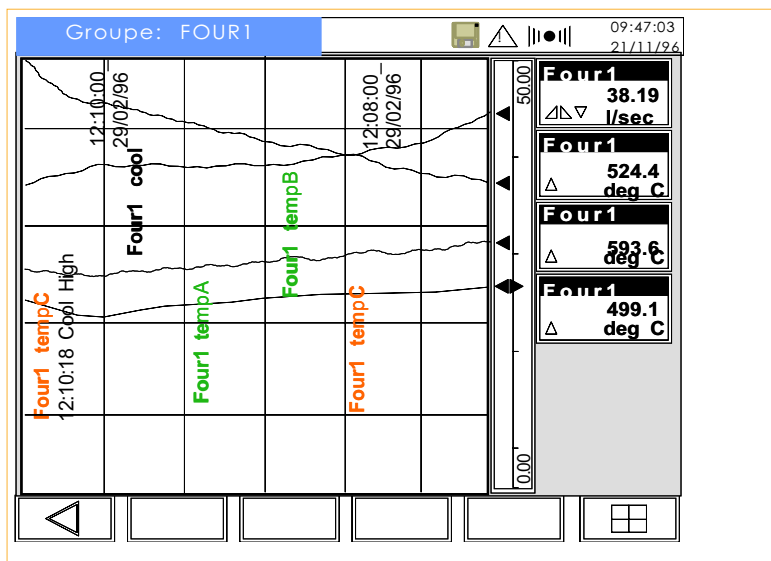 Groupe: FOUR1
09:47:03
21/11/96
12:10:00_
29/02/96
12:08:00_
29/02/96
Four1 cool
Four1 tempB
Four1 tempC
12:10:18 Cool High
Four1 tempA
Four1 tempC
50.00
0.00
Four1
38.19
l/sec
Four1
524.4
deg C
Four1
593.6
deg C
Four1
499.1
deg C